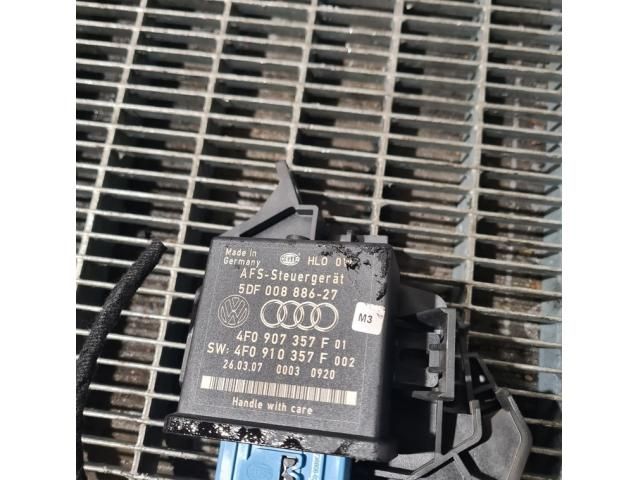 Made in
Germany HLO
AFS-Steuergerät
5DF 008 886-27
M3
4F0 907 357 F 01
SW: 4F0 910 357 F 002
26.03.07 0003 0920
Handle with care